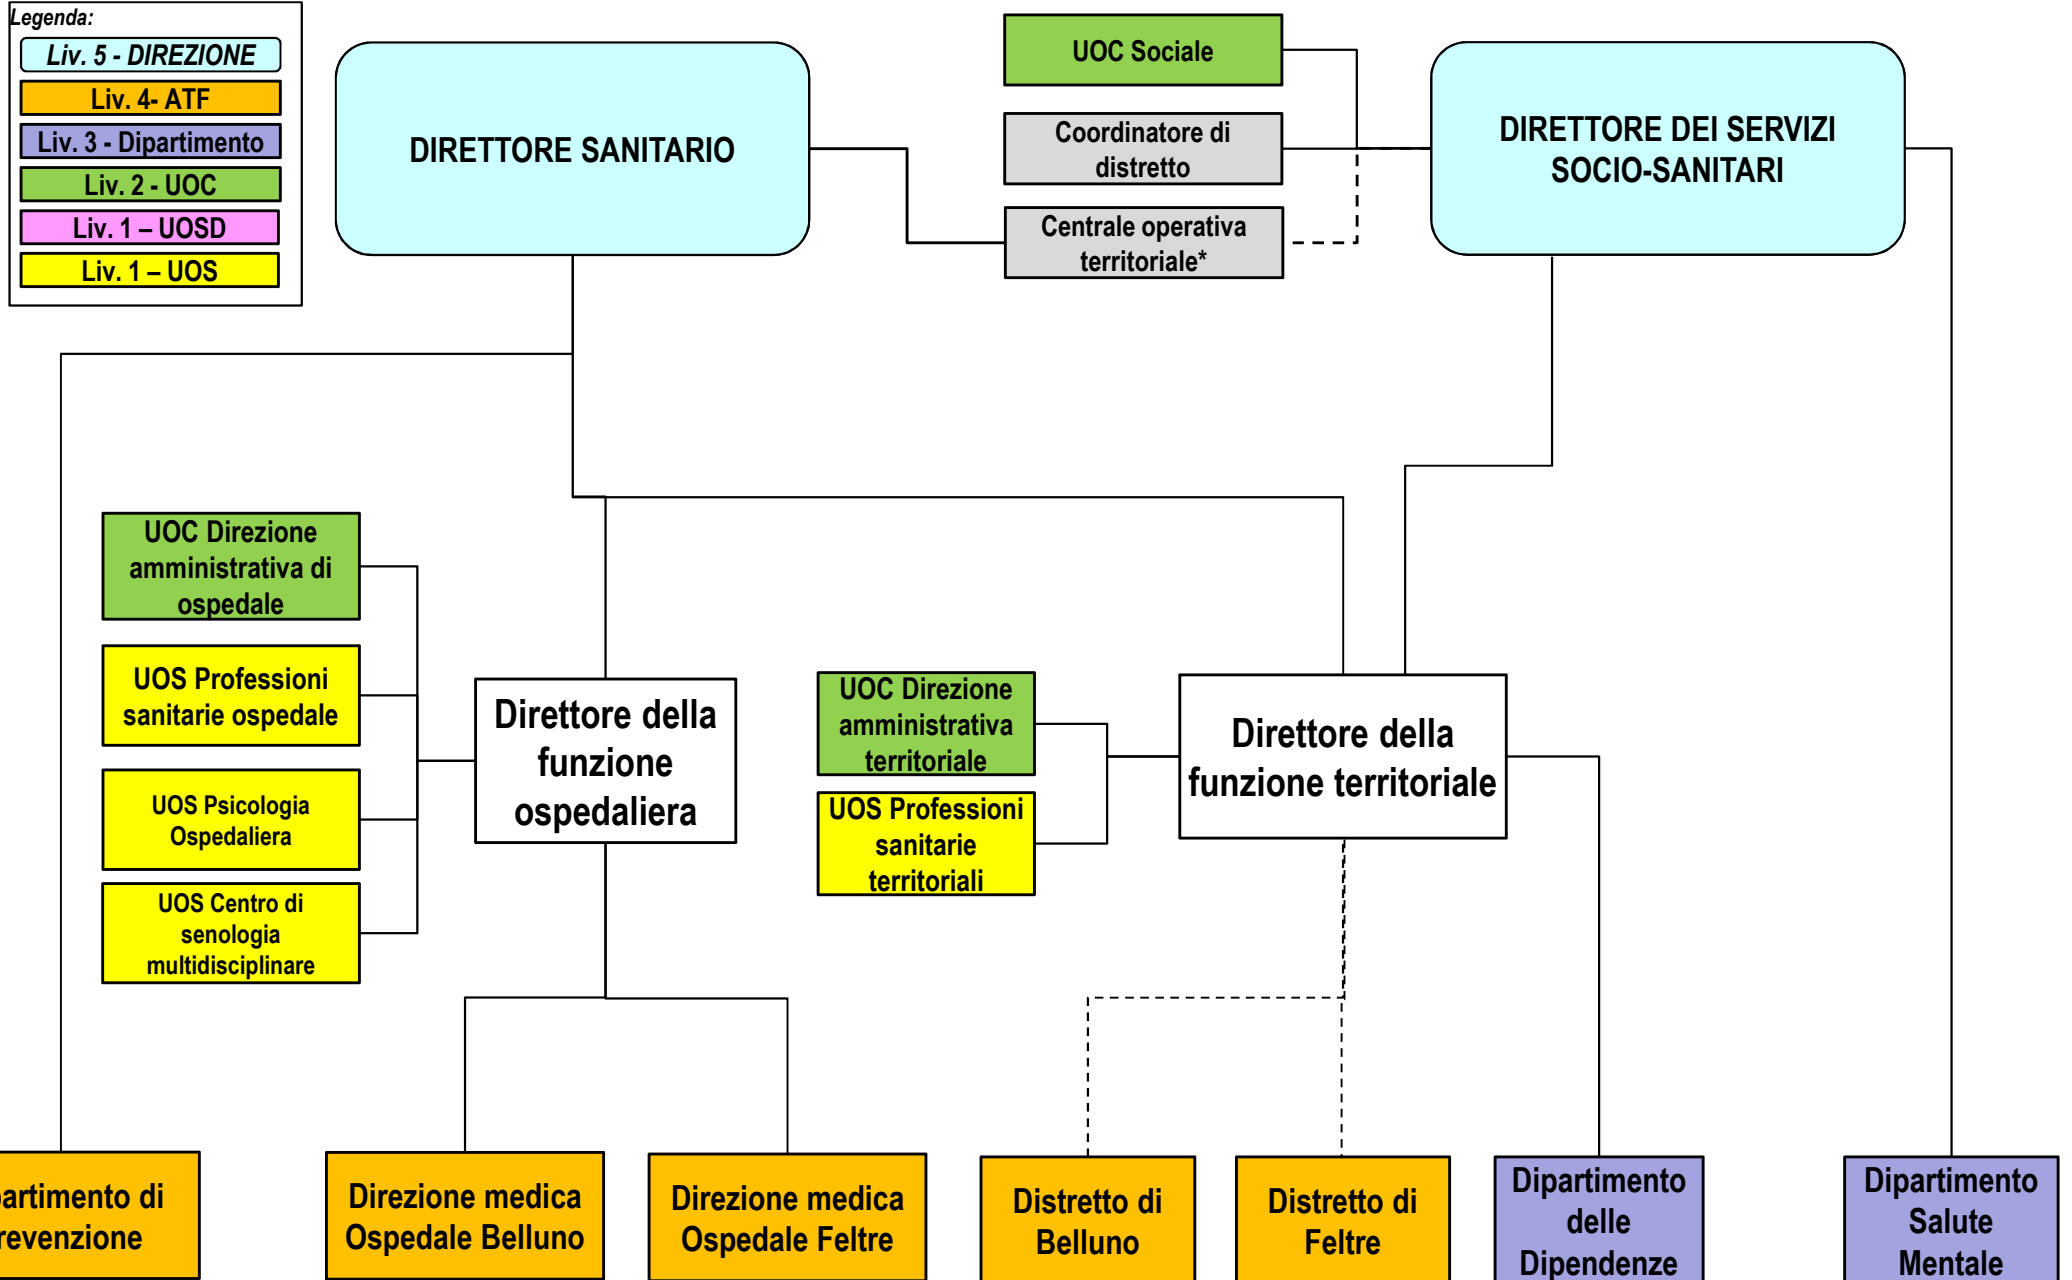 Legenda:
Liv. 5 - DIREZIONE
Liv. 4- ATF
Liv. 3 - Dipartimento
Liv. 2 - UOC
Liv. 1 – UOSD
Liv. 1 – UOS
DIRETTORE SANITARIO
UOC Sociale
Coordinatore di
distretto
Centrale operativa
territoriale*
DIRETTORE DEI SERVIZI
SOCIO-SANITARI
UOC Direzione
amministrativa di
ospedale
UOS Professioni
sanitarie ospedale
UOS Psicologia
Ospedaliera
UOS Centro di
senologia
multidisciplinare
Direttore della
funzione
ospedaliera
UOC Direzione
amministrativa
territoriale
UOS Professioni
sanitarie
territoriali
Direttore della
funzione territoriale
artimento di
revenzione
Direzione medica
Ospedale Belluno
Direzione medica
Ospedale Feltre
Distretto di
Belluno
Distretto di
Feltre
Dipartimento
delle
Dipendenze
Dipartimento
Salute
Mentale